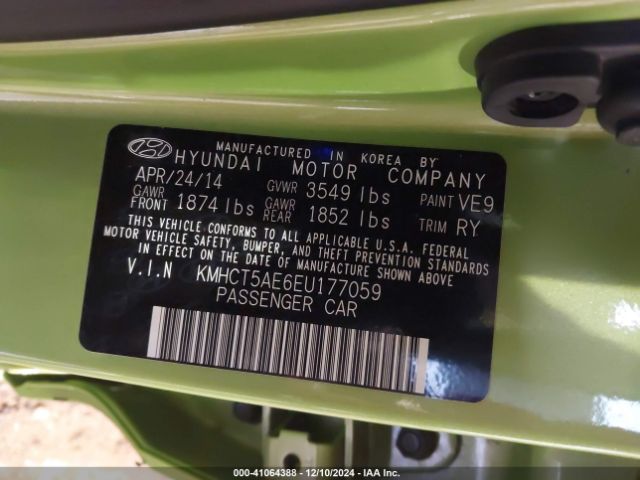 MANUFACTURED IN KOREA BY
HYUNDAI MOTOR COMPANY
APR/24/14 GVWR 3549 lbs PAINT VE9
GAWR FRONT 1874 lbs GAWR REAR 1852 lbs TRIM RY
THIS VEHICLE CONFORMS TO ALL APPLICABLE U.S.A. FEDERAL
MOTOR VEHICLE SAFETY, BUMPER, AND THEFT PREVENTION STANDARDS
IN EFFECT ON THE DATE OF MANUFACTURE SHOWN ABOVE
V.I.N KMHCT5AE6EU177059
PASSENGER CAR
000-41064388 - 12/10/2024 - IAA Inc.